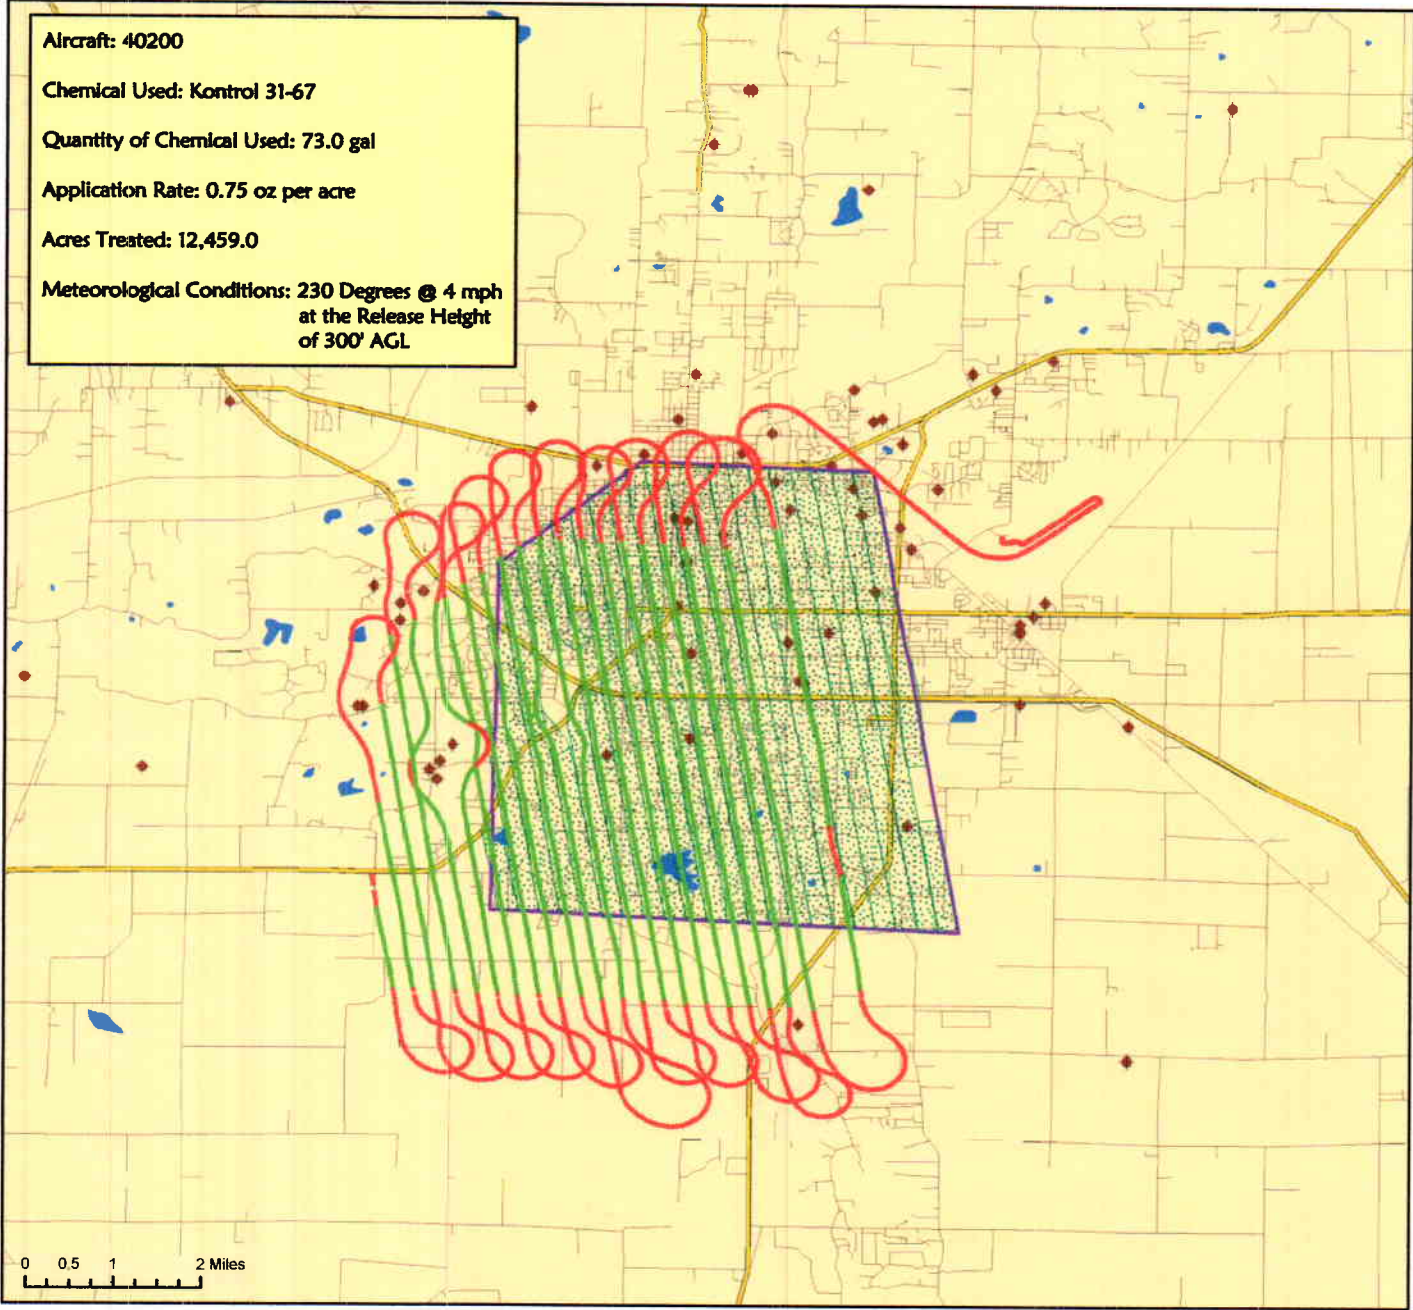 Aircraft: 40200
Chemical Used: Kontrol 31-67
Quantity of Chemical Used: 73.0 gal
Application Rate: 0.75 oz per acre
Acres Treated: 12,459.0
Meteorological Conditions: 230 Degrees @ 4 mph
at the Release Height
of 300' AGL
0 0.5 1 2 Miles